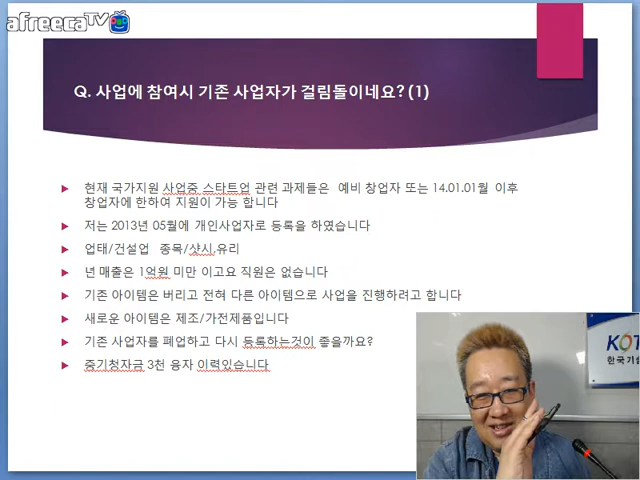 afreecaTV
Q. 사업에 참여시 기존 사업자가 걸림돌이네요? (1)
현재 국가지원 사업중 스타트업 관련 과제들은 예비 창업자 또는 14.01.01월 이후
창업자에 한하여 지원이 가능 합니다
저는 2013년 05월에 개인사업자로 등록을 하였습니다
업태/건설업 종목/샷시,유리
년 매출은 1억원 미만 이고요 직원은 없습니다
기존 아이템은 버리고 전혀 다른 아이템으로 사업을 진행하려고 합니다
새로운 아이템은 제조/가전제품입니다
기존 사업자를 폐업하고 다시 등록하는것이 좋을까요?
중기청자금 3천 융자 이력있습니다
KOT
한국기술